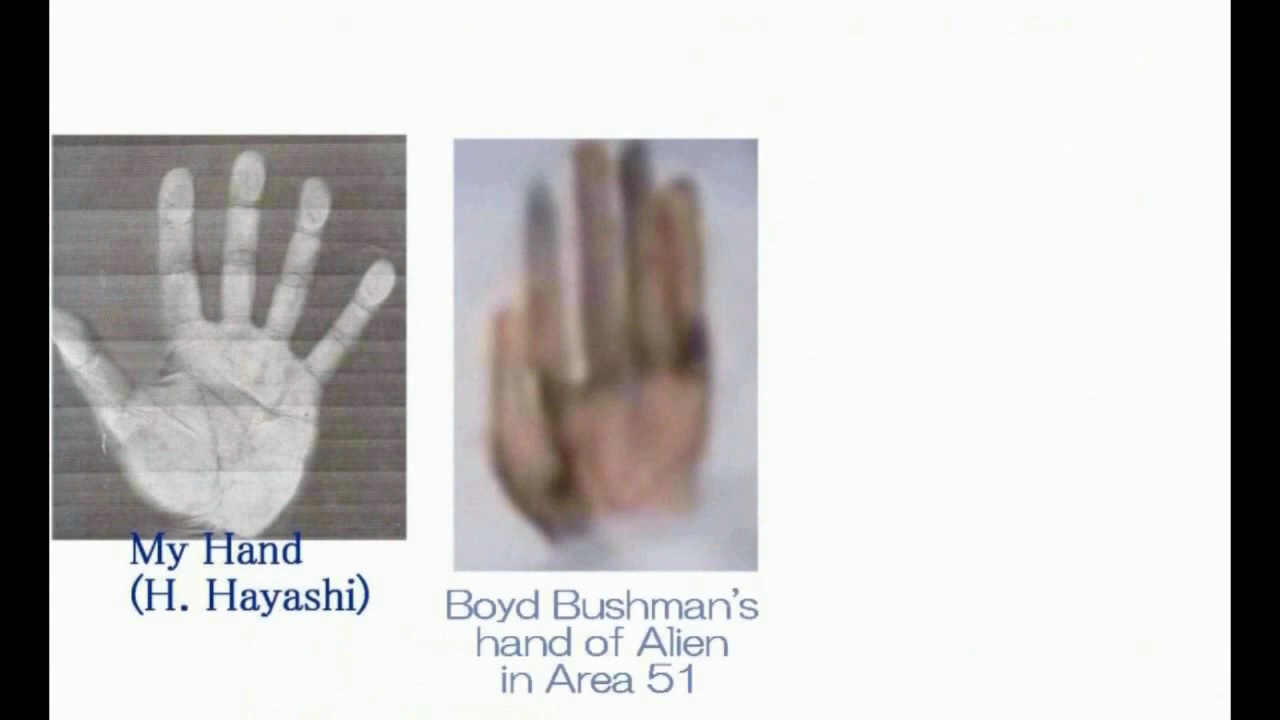 My Hand
(H. Hayashi)
Boyd Bushman's
hand of Alien
in Area 51